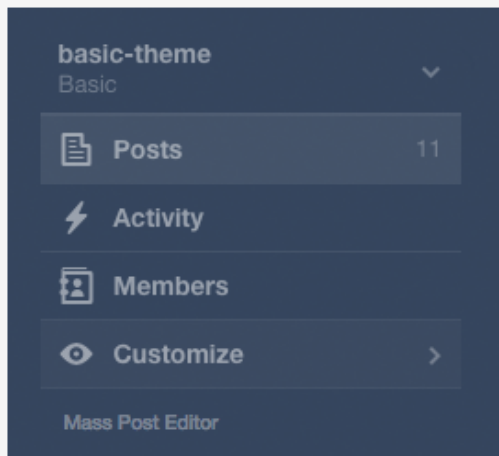 basic-theme
Basic
Posts 11
Activity
Members
Customize
Mass Post Editor